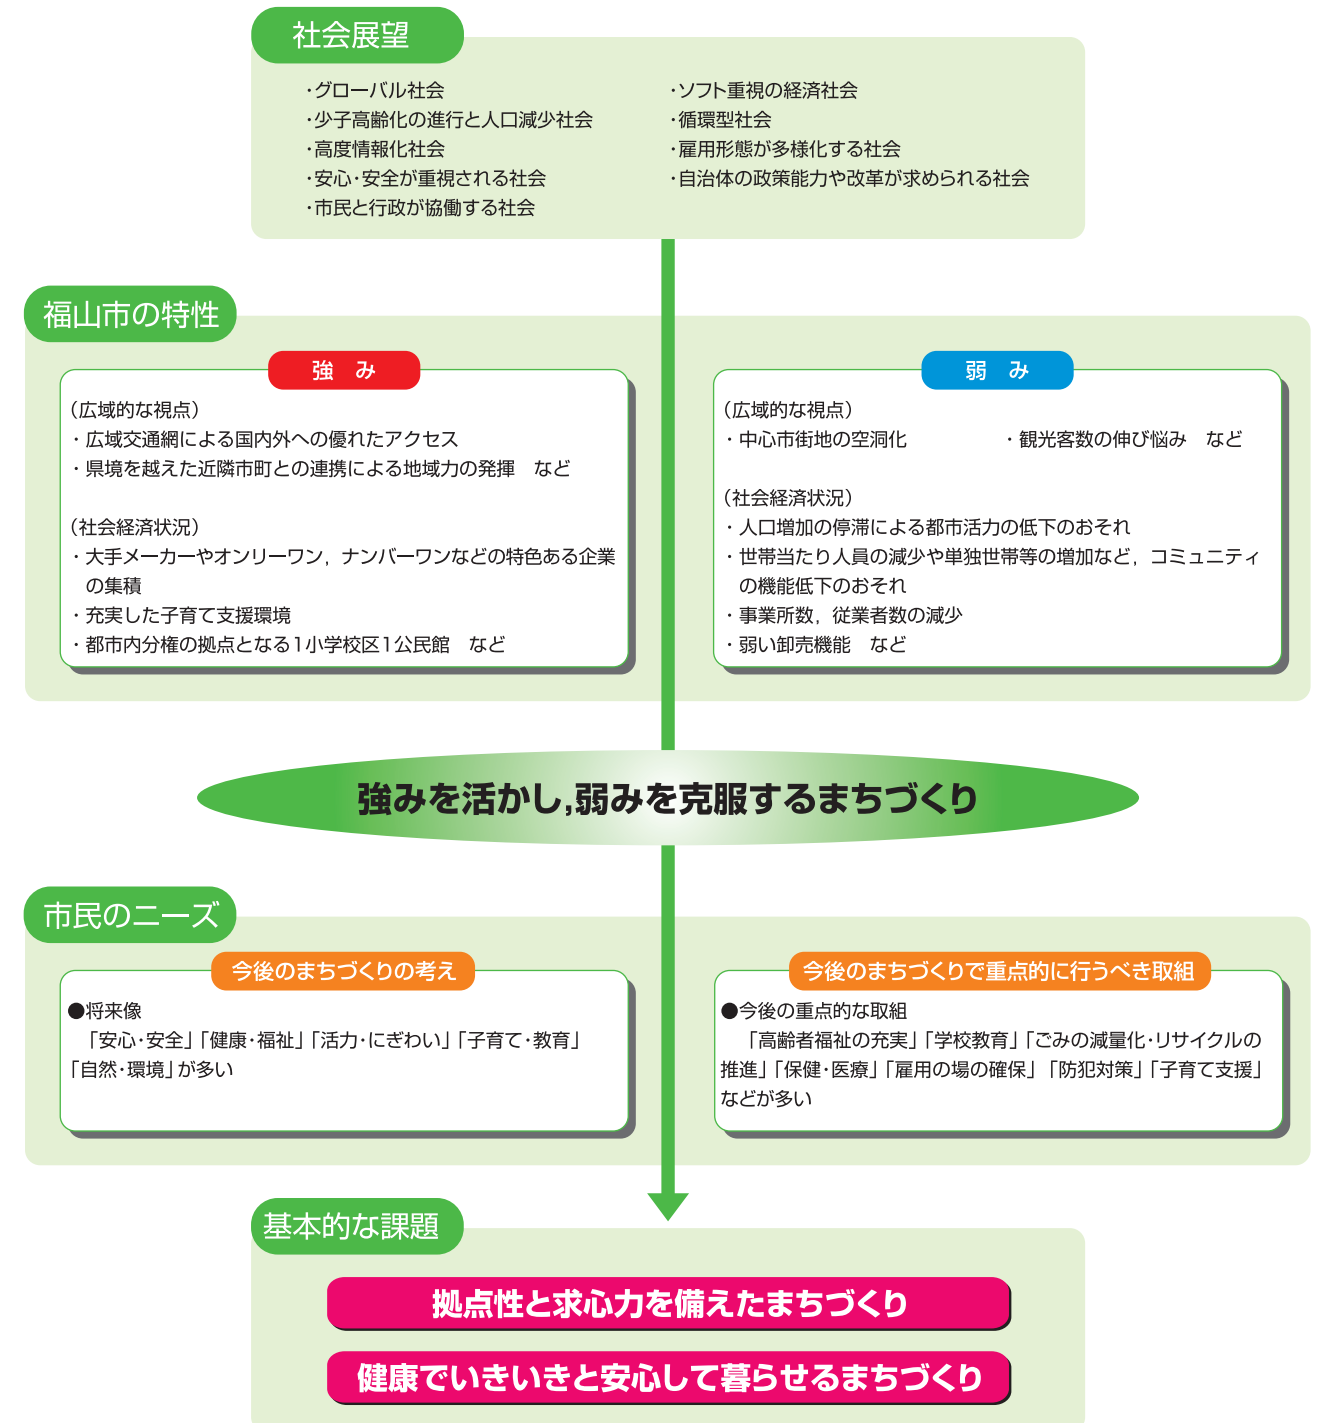 社会展望
・グローバル社会
・少子高齢化の進行と人口減少社会
・高度情報化社会
・安心・安全が重視される社会
・市民と行政が協働する社会
・ソフト重視の経済社会
・循環型社会
・雇用形態が多様化する社会
・自治体の政策能力や改革が求められる社会
福山市の特性
強　み
（広域的な視点）
・広域交通網による国内外への優れたアクセス
・県境を越えた近隣市町との連携による地域力の発揮　など
（社会経済状況）
・大手メーカーやオンリーワン，ナンバーワンなどの特色ある企業
の集積
・充実した子育て支援環境
・都市内分権の拠点となる1小学校区1公民館　など
弱　み
（広域的な視点）
・中心市街地の空洞化　　　　　・観光客数の伸び悩み　など
（社会経済状況）
・人口増加の停滞による都市活力の低下のおそれ
・世帯当たり人員の減少や単独世帯等の増加など，コミュニティ
の機能低下のおそれ
・事業所数，従業者数の減少
・弱い卸売機能　など
強みを活かし,弱みを克服するまちづくり
市民のニーズ
今後のまちづくりの考え
●将来像
「安心・安全」「健康・福祉」「活力・にぎわい」「子育て・教育」
「自然・環境」が多い
今後のまちづくりで重点的に行うべき取組
●今後の重点的な取組
「高齢者福祉の充実」「学校教育」「ごみの減量化・リサイクルの
推進」「保健・医療」「雇用の場の確保」「防犯対策」「子育て支援」
などが多い
基本的な課題
拠点性と求心力を備えたまちづくり
健康でいきいきと安心して暮らせるまちづくり